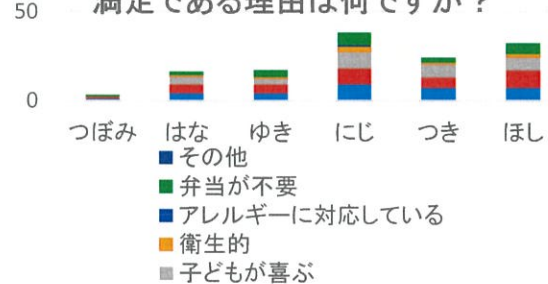 満足である理由は何ですか?
50
0
つぼみ はな ゆき にじ つき ほし
その他
弁当が不要
アレルギーに対応している
衛生的
子どもが喜ぶ